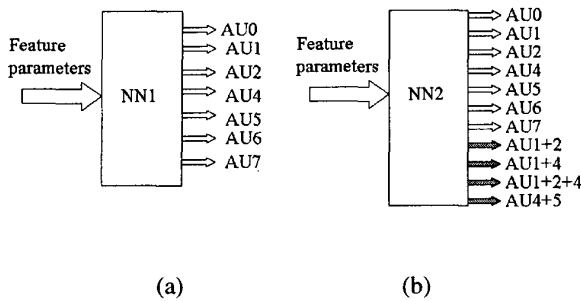 Feature
parameters
NN1
AU0
AU1
AU2
AU4
AU5
AU6
AU7
(a)
Feature
parameters
NN2
AU0
AU1
AU2
AU4
AU5
AU6
AU7
AU1+2
AU1+4
AU1+2+4
AU4+5
(b)